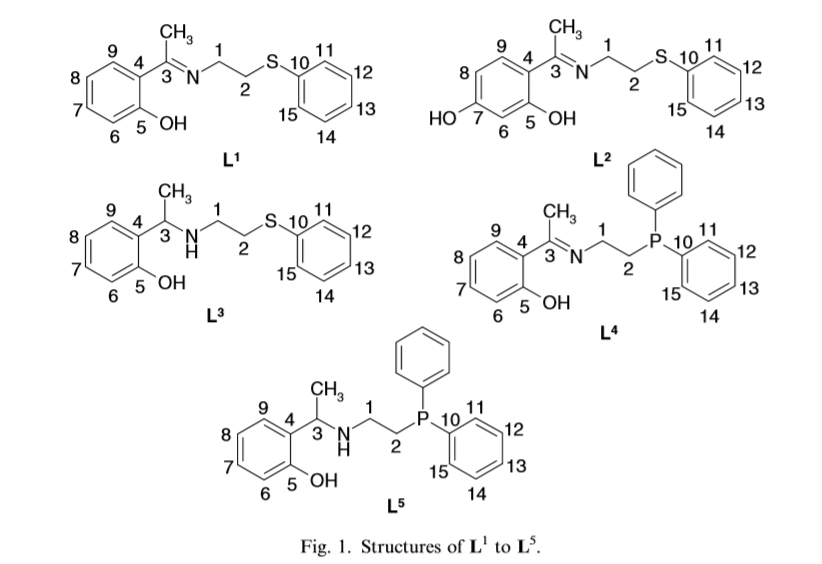 CH₃
9 4 1 S 10 11
8 3 N 2 12
7 5 OH 15 13
6 14
L¹
CH₃
9 4 1 S 10 11
8 3 N 2 12
HO 7 5 OH 15 13
6 14
L²
CH₃
9 4 1 S 10 11
8 3 N H 2 12
7 5 OH 15 13
6 14
L³
CH₃
9 4 1 P 10 11
8 3 N 2 12
7 5 OH 15 13
6 14
L⁴
CH₃
9 4 1 P 10 11
8 3 N H 2 12
7 5 OH 15 13
6 14
L⁵
Fig. 1. Structures of L¹ to L⁵.